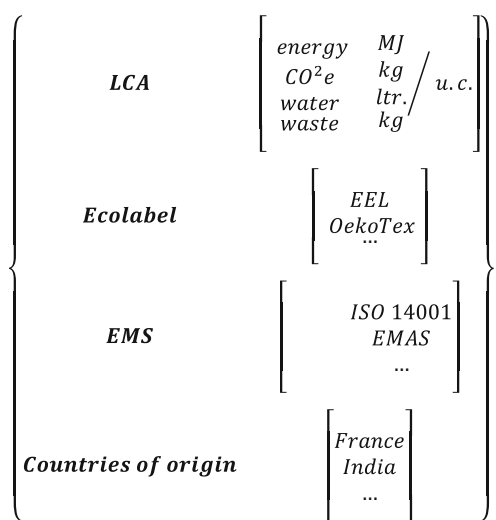 LCA
energy MJ
CO²e kg
water ltr.
waste kg
/ u.c.
Ecolabel
EEL
OekoTex
...
EMS
ISO 14001
EMAS
...
Countries of origin
France
India
...